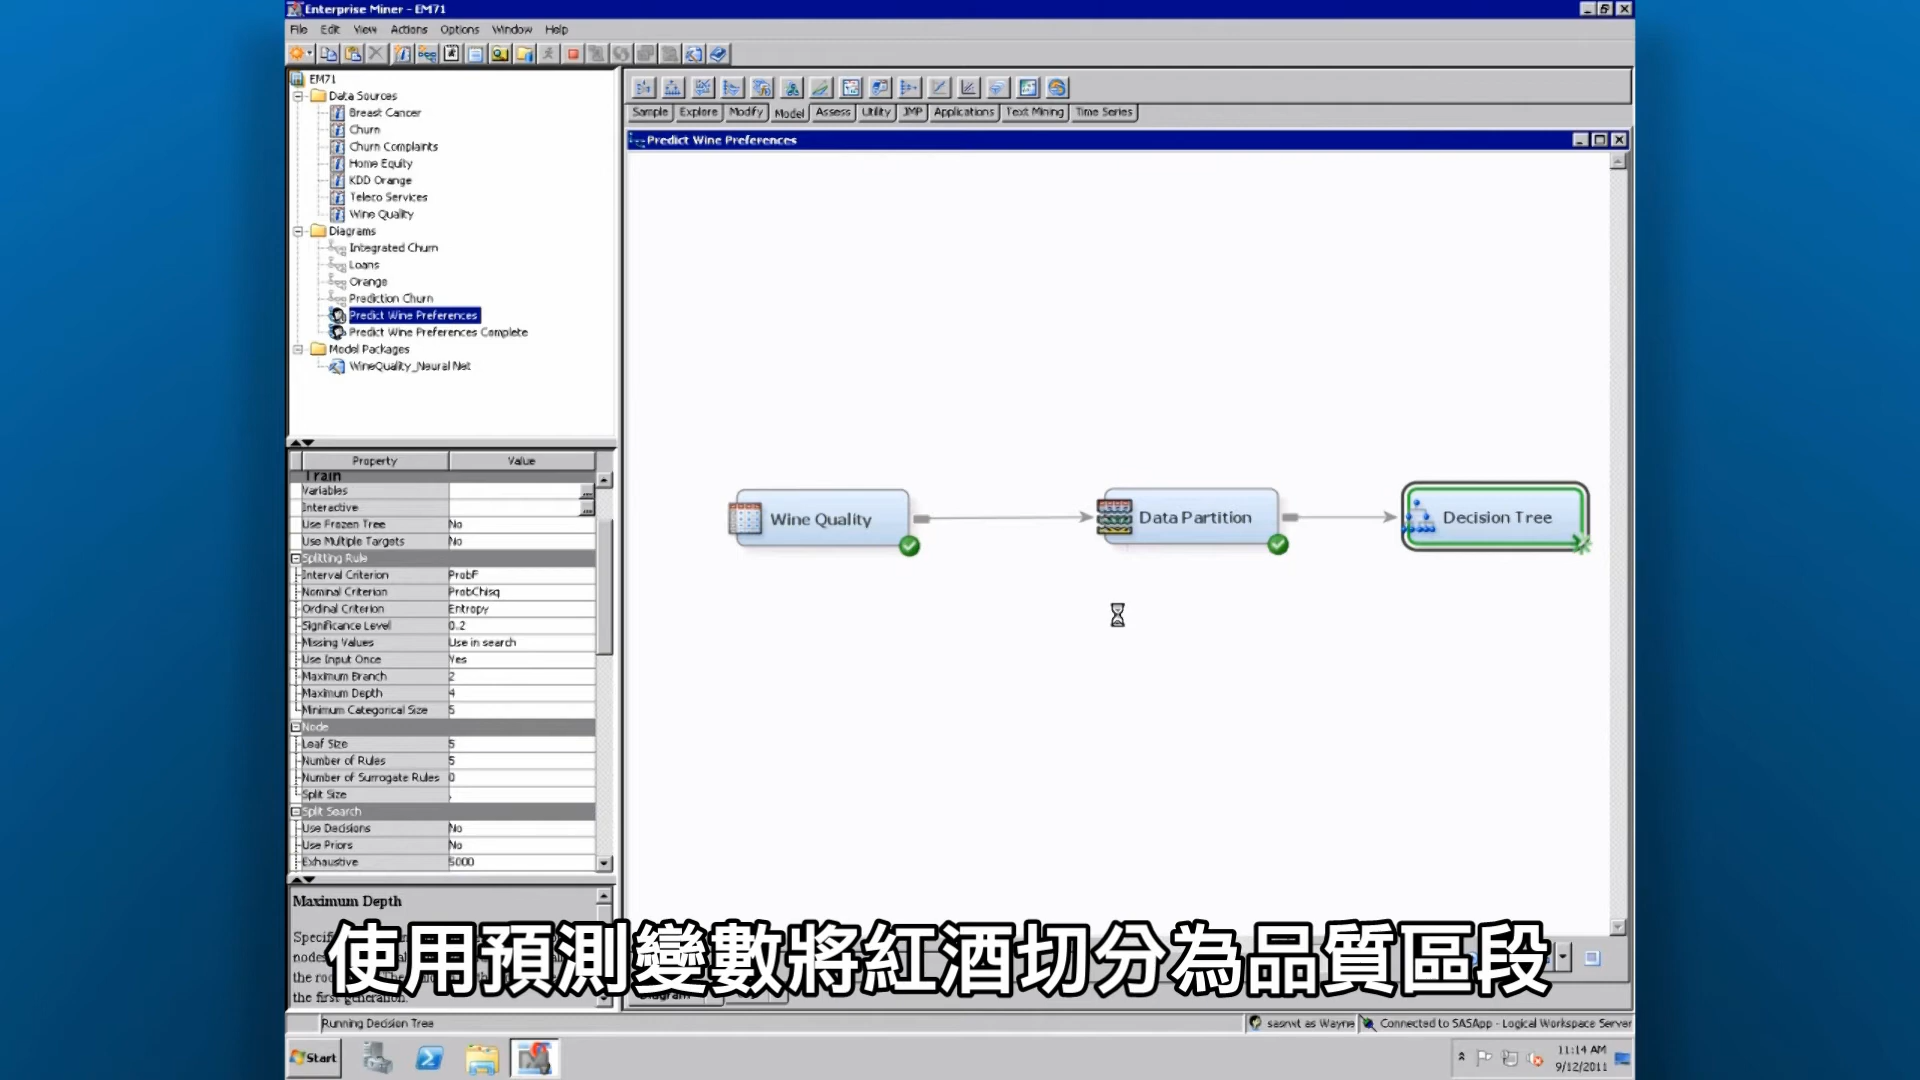 Enterprise Miner - EM71
File Edit View Actions Options Window Help
EM71
Data Sources
Breast Cancer
Churn
Churn Complaints
Home Equity
KDD Orange
Teleco Services
Wine Quality
Diagrams
Integrated Churn
Loans
Orange
Prediction Churn
Predict Wine Preferences
Predict Wine Preferences Complete
Model Packages
WineQuality_Neural Net
Property Value
Train
Variables
Interactive
Use Frozen Tree No
Use Multiple Targets No
Splitting Rule
Interval Criterion ProbF
Nominal Criterion ProbChisq
Ordinal Criterion Entropy
Significance Level 0.2
Missing Values Use in search
Use Input Once Yes
Maximum Branch 2
Maximum Depth 4
Minimum Categorical Size 5
Node
Leaf Size 5
Number of Rules 5
Number of Surrogate Rules 0
Split Size .
Split Search
Use Decisions No
Use Priors No
Exhaustive 5000
Maximum Depth
the first generation.
Sample Explore Modify Model Assess Utility JMP Applications Text Mining Time Series
Predict Wine Preferences
Wine Quality
Data Partition
Decision Tree
使用預測變數將紅酒切分為品質區段
Running Decision Tree
sasnwt as Wayne
Connected to SASApp - Logical Workspace Server
Start
11:14 AM
9/12/2011